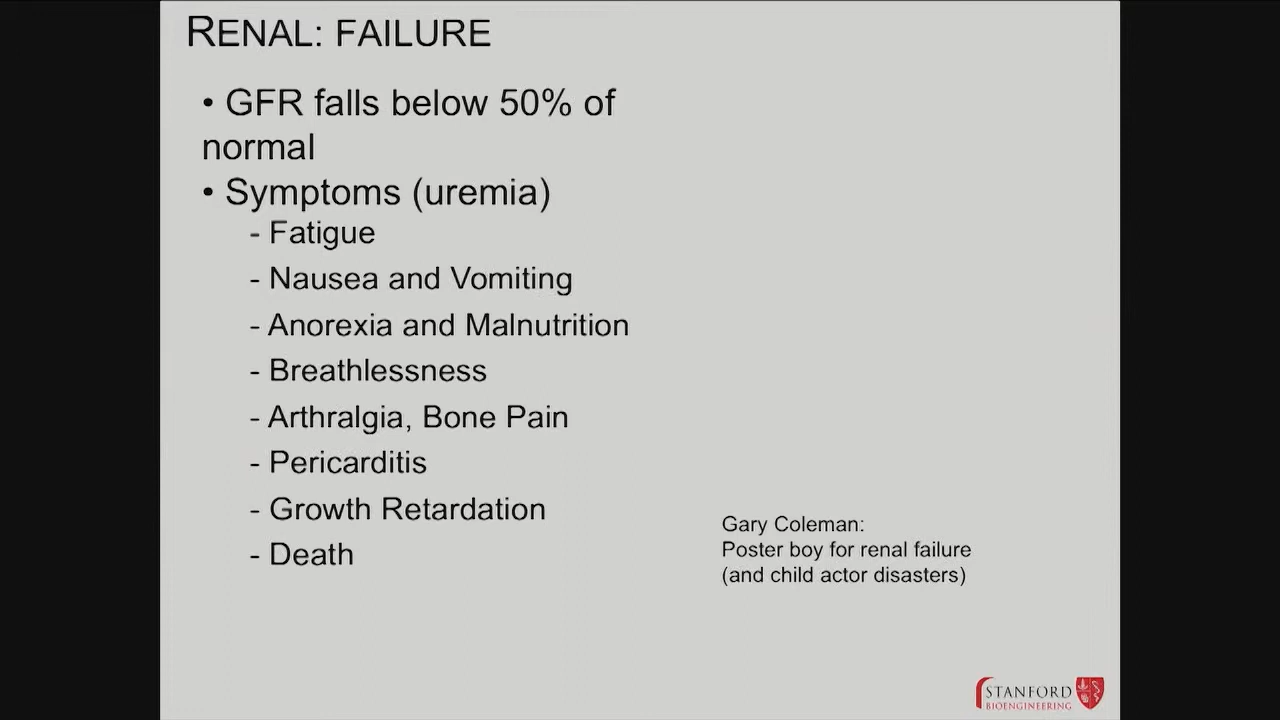 RENAL: FAILURE
• GFR falls below 50% of
normal
• Symptoms (uremia)
- Fatigue
- Nausea and Vomiting
- Anorexia and Malnutrition
- Breathlessness
- Arthralgia, Bone Pain
- Pericarditis
- Growth Retardation
- Death
Gary Coleman:
Poster boy for renal failure
(and child actor disasters)
STANFORD
BIOENGINEERING